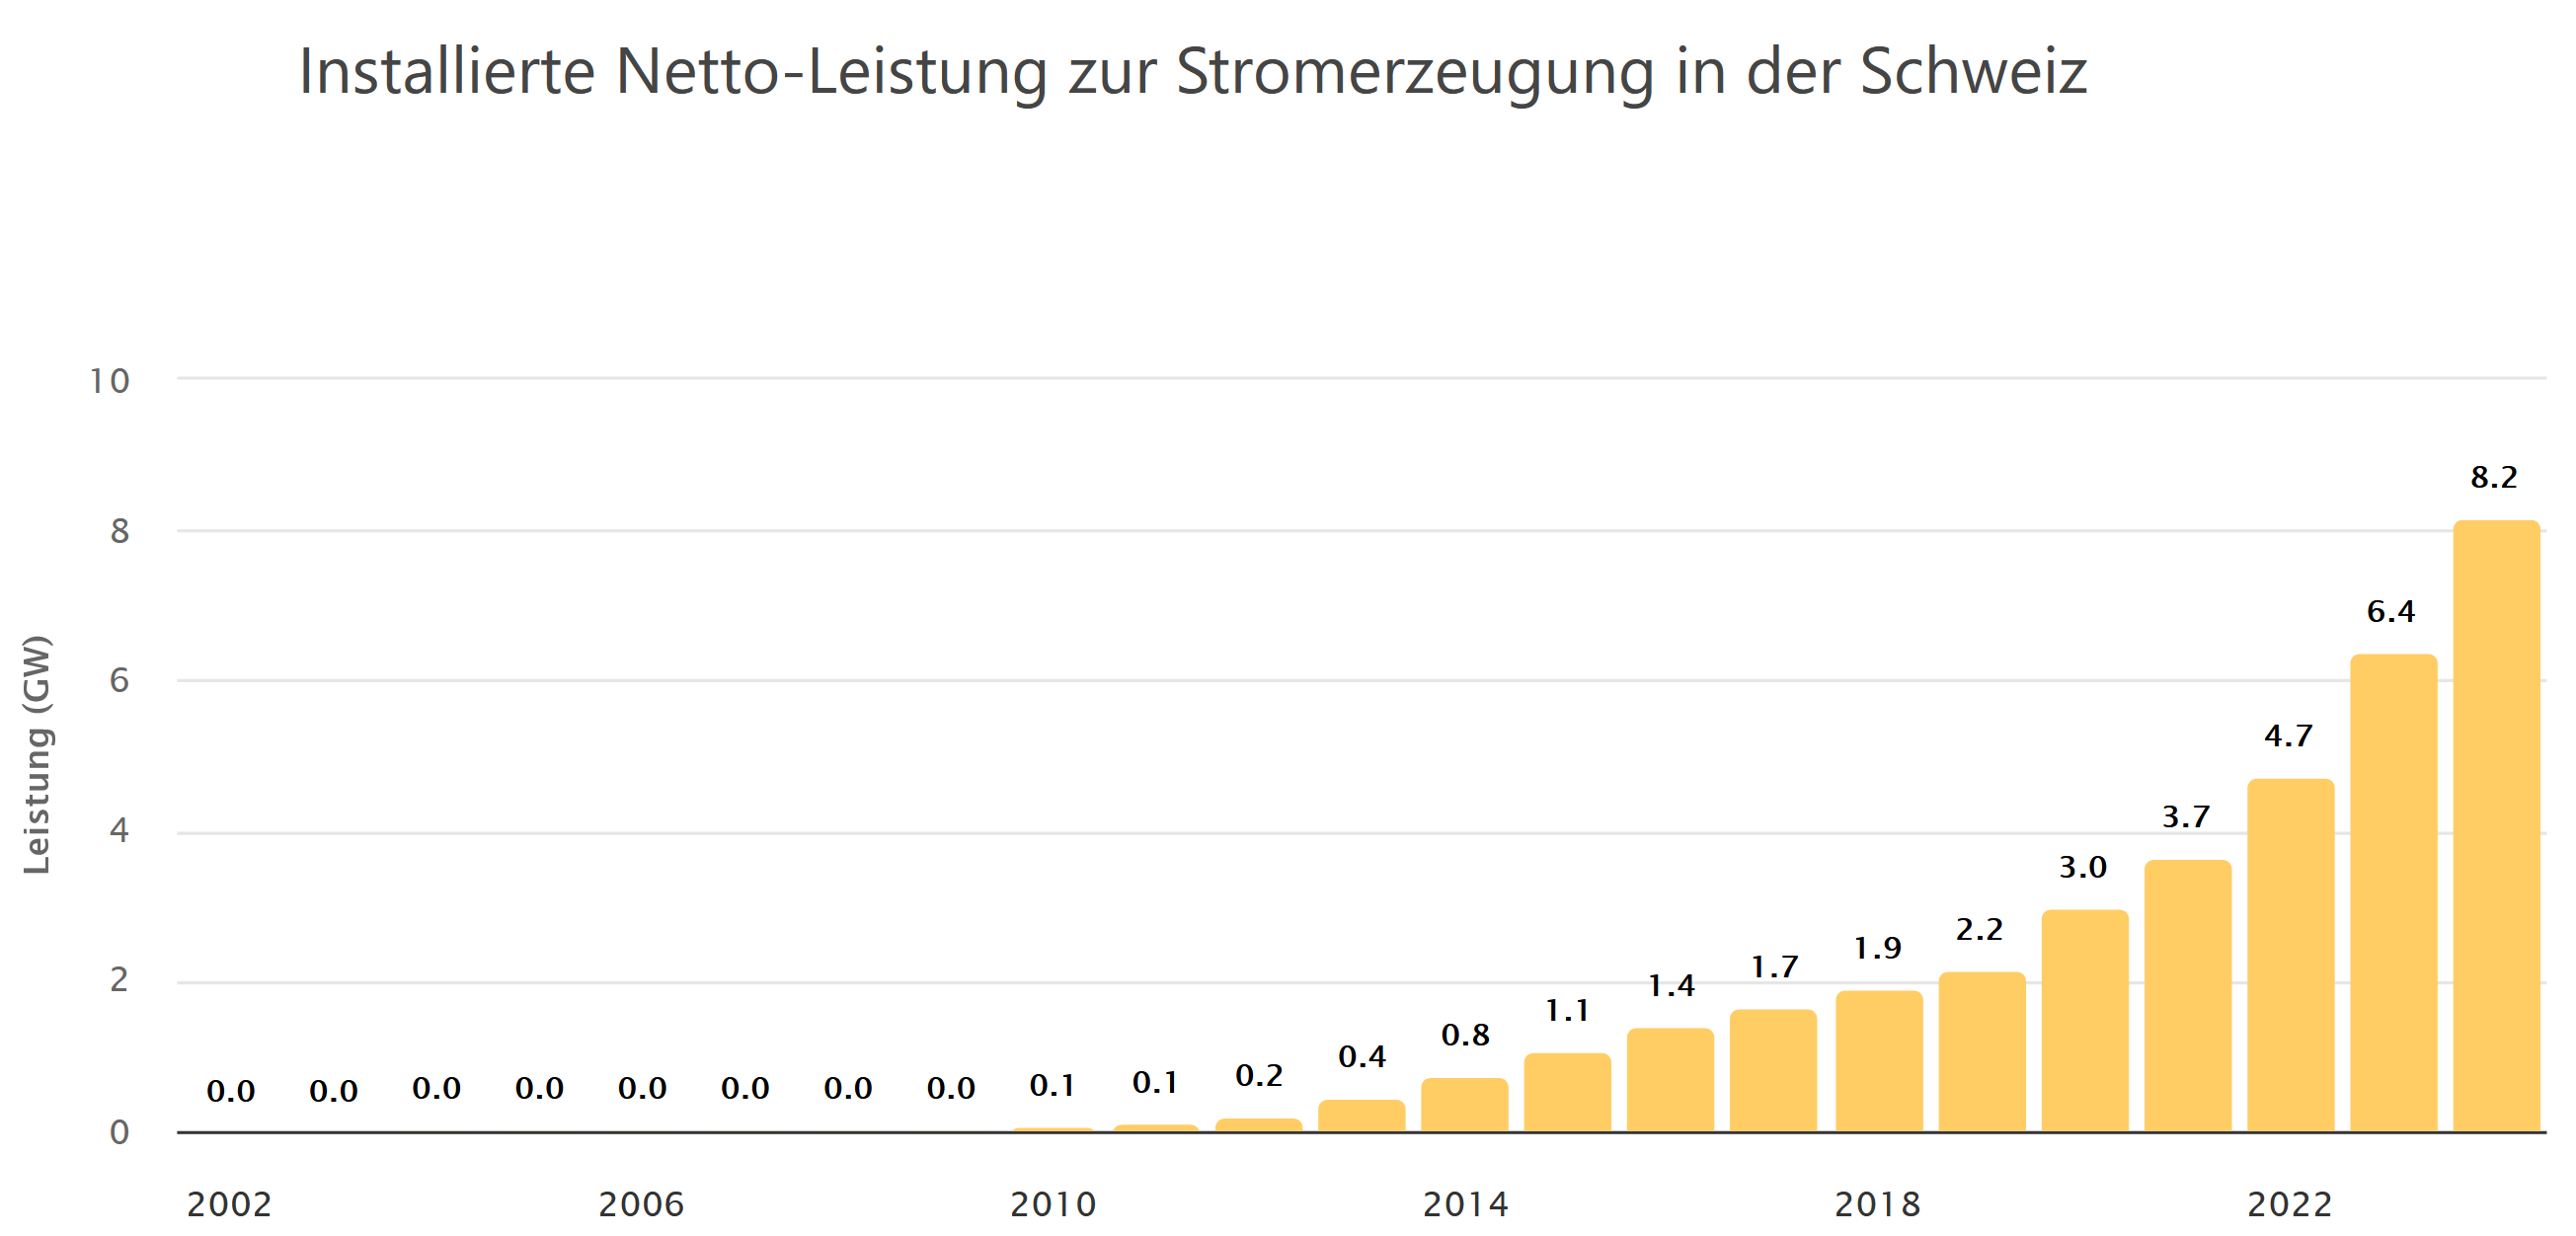 Installierte Netto-Leistung zur Stromerzeugung in der Schweiz
Leistung (GW)
10
8
6
4
2
0
0.0 0.0 0.0 0.0 0.0 0.0 0.0 0.0 0.1 0.1 0.2 0.4 0.8 1.1 1.4 1.7 1.9 2.2 3.0 3.7 4.7 6.4 8.2
2002 2006 2010 2014 2018 2022